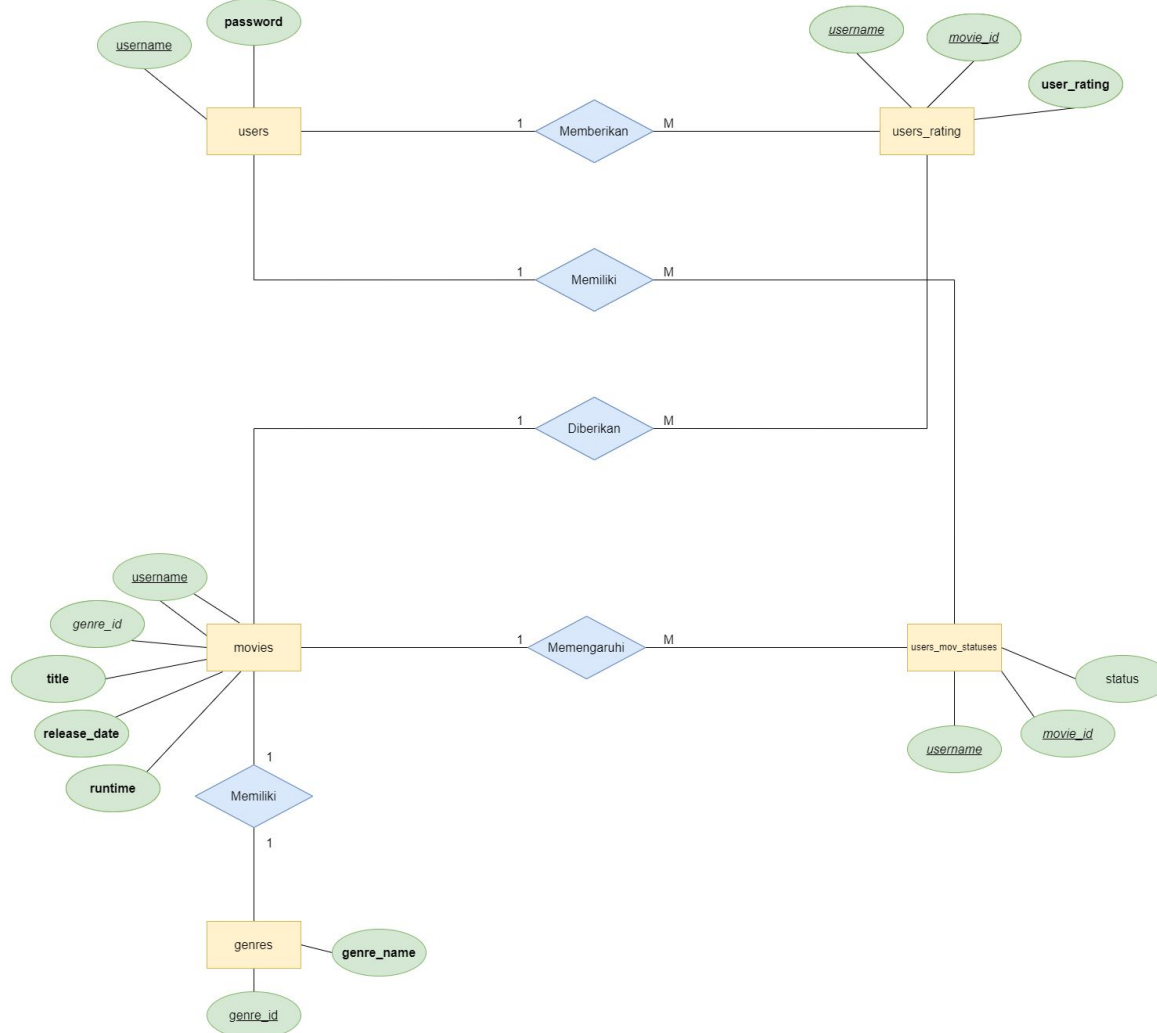 password
username
username
movie_id
user_rating
users
1
Memberikan
M
users_rating
1
Memiliki
M
1
Diberikan
M
username
genre_id
title
release_date
runtime
movies
1
Memengaruhi
M
users_mov_statuses
status
movie_id
username
1
Memiliki
1
genres
genre_name
genre_id